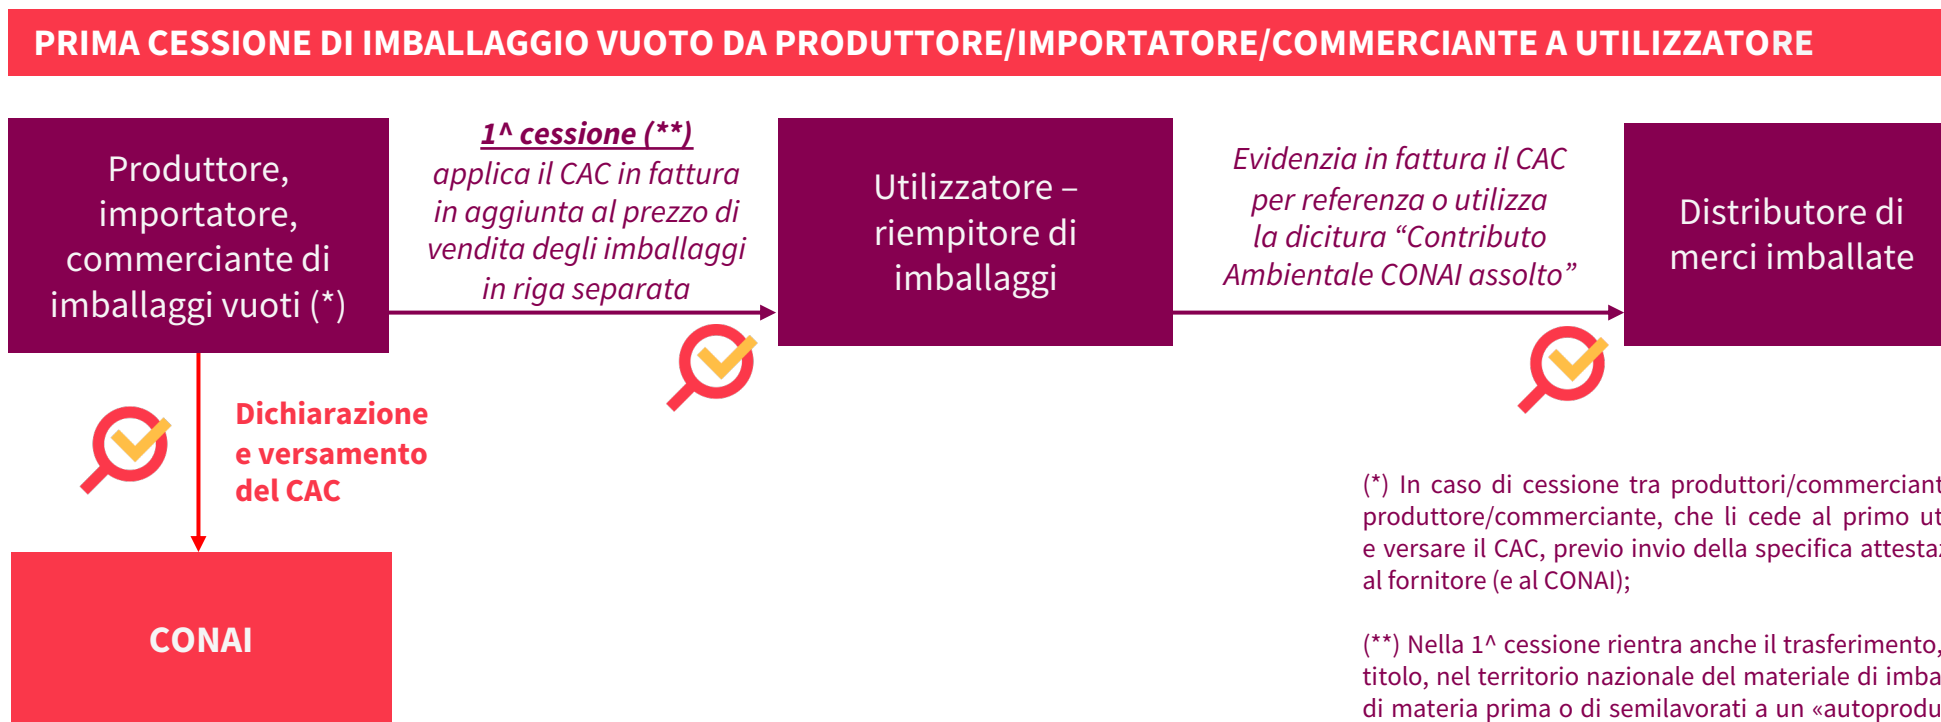 PRIMA CESSIONE DI IMBALLAGGIO VUOTO DA PRODUTTORE/IMPORTATORE/COMMERCIANTE A UTILIZZATORE
Produttore,
importatore,
commerciante di
imballaggi vuoti (*)
1^ cessione (**)
applica il CAC in fattura
in aggiunta al prezzo di
vendita degli imballaggi
in riga separata
Utilizzatore –
riempitore di
imballaggi
Evidenzia in fattura il CAC
per referenza o utilizza
la dicitura “Contributo
Ambientale CONAI assolto”
Distributore di
merci imballate
Dichiarazione
e versamento
del CAC
CONAI
(*) In caso di cessione tra produttori/commerciant
produttore/commerciante, che li cede al primo ut
e versare il CAC, previo invio della specifica attesta
al fornitore (e al CONAI);
(**) Nella 1^ cessione rientra anche il trasferimento,
titolo, nel territorio nazionale del materiale di imba
di materia prima o di semilavorati a un «autoprodu